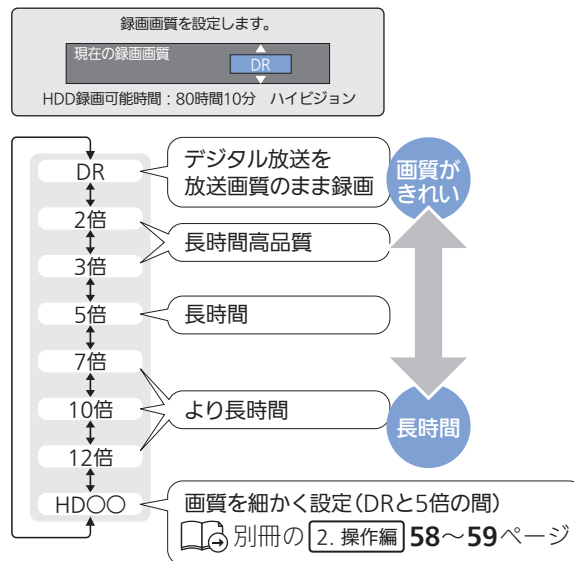 録画画質を設定します。
現在の録画画質
DR
HDD録画可能時間：80時間10分　ハイビジョン
DR
デジタル放送を
放送画質のまま録画
画質が
きれい
2倍
3倍
長時間高品質
5倍
長時間
7倍
10倍
12倍
より長時間
長時間
HD〇〇
画質を細かく設定（DRと5倍の間）
別冊の 2. 操作編 58～59ページ